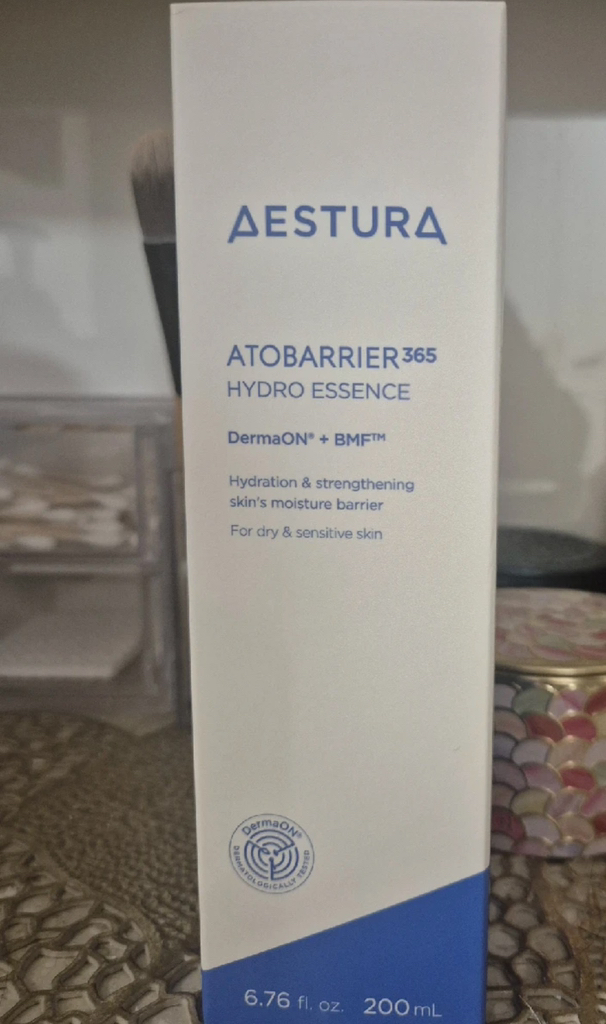 AESTURA
ATOBARRIER³⁶⁵
HYDRO ESSENCE
DermaON® + BMF™
Hydration & strengthening
skin's moisture barrier
For dry & sensitive skin
DermaON®
DERMATOLOGICALLY TESTED
6.76 fl. oz. 200 mL